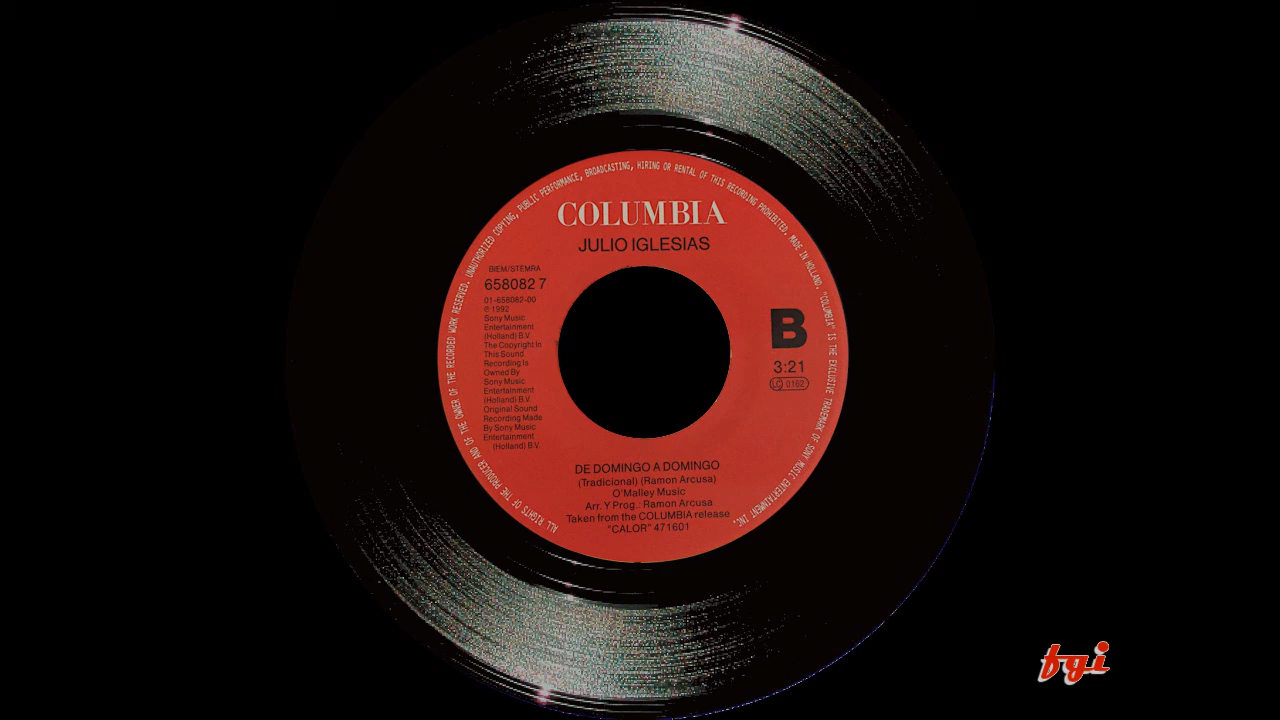 COLUMBIA
JULIO IGLESIAS
BIEM/STEMRA
658082 7
01-658082-00
℗ 1992
Sony Music
Entertainment
(Holland) B.V.
The Copyright In
This Sound
Recording Is
Owned By
Sony Music
Entertainment
(Holland) B.V.
Original Sound
Recording Made
By Sony Music
Entertainment
(Holland) B.V.
B
3:21
LC 0162
DE DOMINGO A DOMINGO
(Tradicional) (Ramon Arcusa)
O'Malley Music
Arr. Y Prog.: Ramon Arcusa
Taken from the COLUMBIA release
"CALOR" 471601
ALL RIGHTS OF THE PRODUCER AND OF THE OWNER OF THE RECORDED WORK RESERVED. UNAUTHORIZED COPYING, PUBLIC PERFORMANCE, BROADCASTING, HIRING OR RENTAL OF THIS RECORDING PROHIBITED. MADE IN HOLLAND. "COLUMBIA" IS THE EXCLUSIVE TRADEMARK OF SONY MUSIC ENTERTAINMENT INC.
fgi